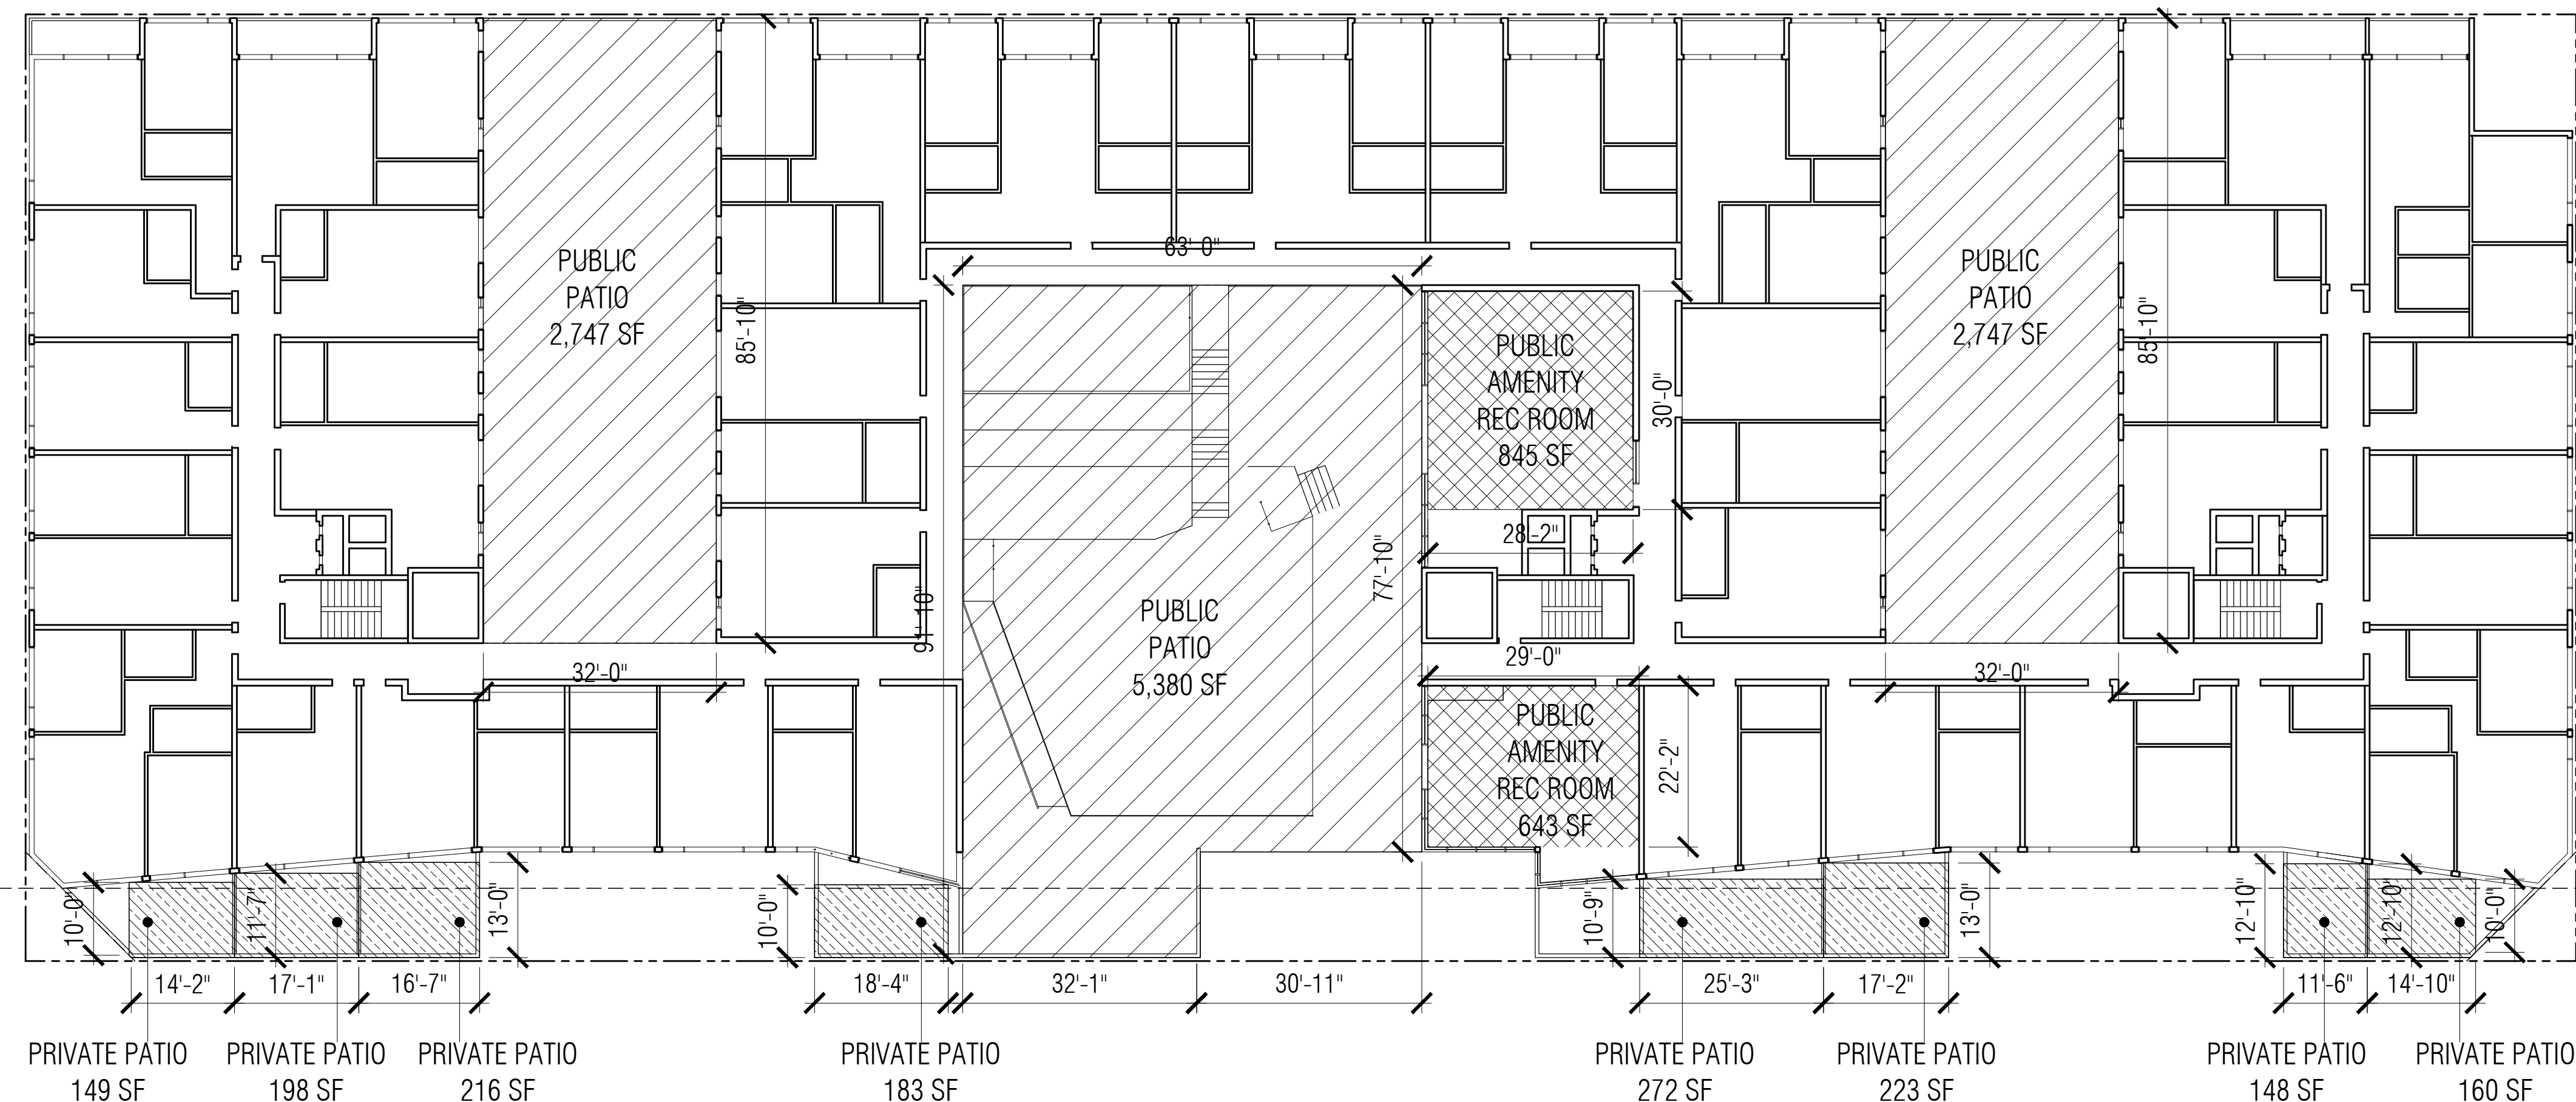 63'-0"
PUBLIC
PATIO
2,747 SF
85'-10"
PUBLIC
AMENITY
REC ROOM
845 SF
30'-0"
PUBLIC
PATIO
2,747 SF
85'-10"
28'-2"
77'-10"
91'-10"
PUBLIC
PATIO
5,380 SF
32'-0"
29'-0"
32'-0"
PUBLIC
AMENITY
REC ROOM
643 SF
22'-2"
10'-0"
11'-7"
13'-0"
10'-0"
10'-9"
13'-0"
12'-10"
12'-10"
10'-0"
14'-2"
17'-1"
16'-7"
18'-4"
32'-1"
30'-11"
25'-3"
17'-2"
11'-6"
14'-10"
PRIVATE PATIO
149 SF
PRIVATE PATIO
198 SF
PRIVATE PATIO
216 SF
PRIVATE PATIO
183 SF
PRIVATE PATIO
272 SF
PRIVATE PATIO
223 SF
PRIVATE PATIO
148 SF
PRIVATE PATIO
160 SF